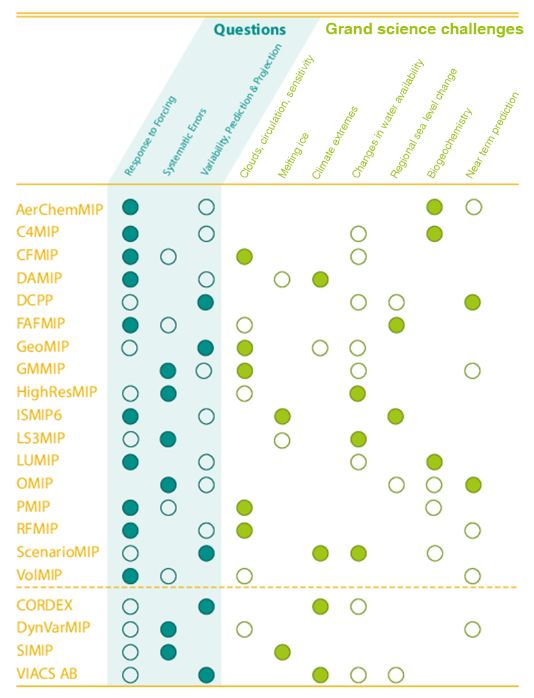 Questions
Grand science challenges
Response to Forcing
Systematic Errors
Variability, Prediction & Projection
Clouds, circulation, sensitivity
Melting ice
Climate extremes
Changes in water availability
Regional sea level change
Biogeochemistry
Near term prediction
AerChemMIP
C4MIP
CFMIP
DAMIP
DCPP
FAFMIP
GeoMIP
GMMIP
HighResMIP
ISMIP6
LS3MIP
LUMIP
OMIP
PMIP
RFMIP
ScenarioMIP
VolMIP
CORDEX
DynVarMIP
SIMIP
VIACS AB